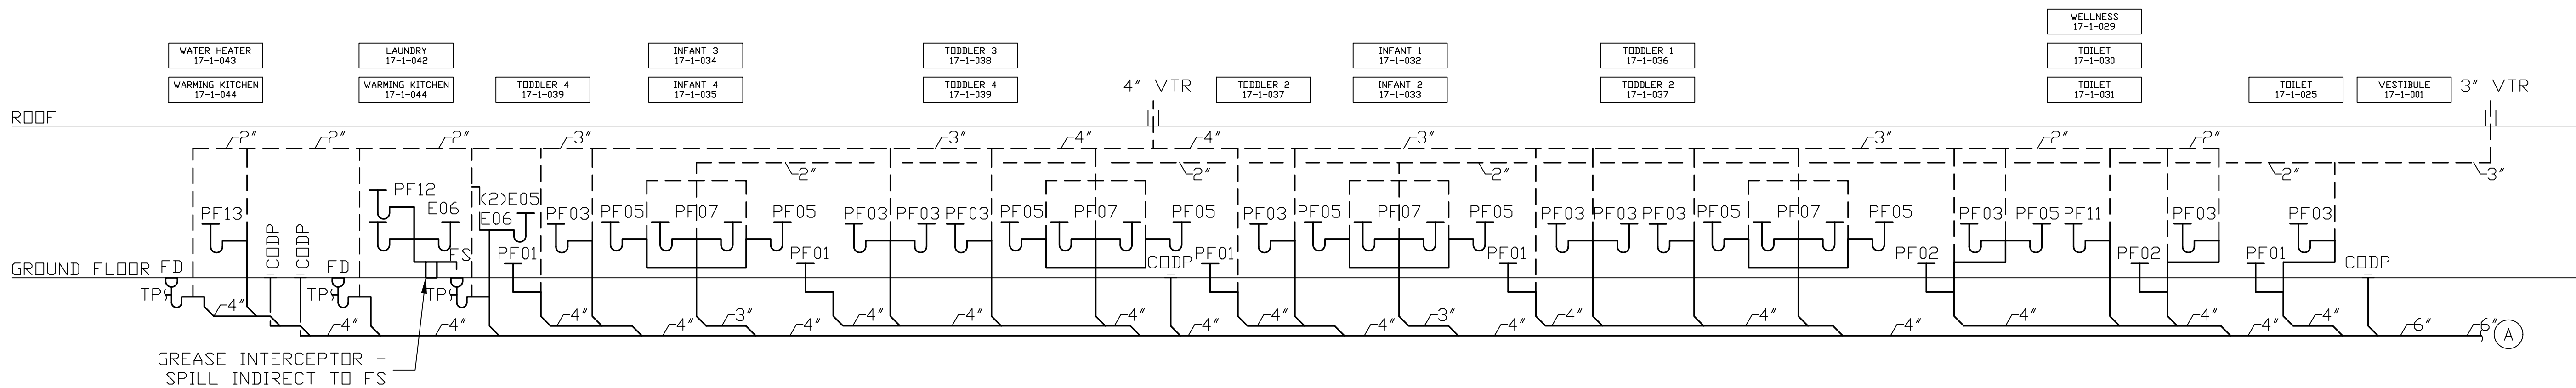 WELLNESS
17-1-029
WATER HEATER
17-1-043
LAUNDRY
17-1-042
INFANT 3
17-1-034
TODDLER 3
17-1-038
INFANT 1
17-1-032
TODDLER 1
17-1-036
TOILET
17-1-030
WARMING KITCHEN
17-1-044
WARMING KITCHEN
17-1-044
TODDLER 4
17-1-039
INFANT 4
17-1-035
TODDLER 4
17-1-039
4" VTR
TODDLER 2
17-1-037
INFANT 2
17-1-033
TODDLER 2
17-1-037
TOILET
17-1-031
TOILET
17-1-025
VESTIBULE
17-1-001
3" VTR
ROOF
2" 2" 2" 3" 3" 4" 4" 3" 3" 2" 2"
2" 2" 2" 2" 3"
PF12
(2)E05
PF13 E06 E06 PF03 PF05 PF07 PF05 PF03 PF03 PF03 PF05 PF07 PF05 PF03 PF05 PF07 PF05 PF03 PF03 PF03 PF05 PF07 PF05 PF03 PF05 PF11 PF03 PF03
CODP CODP FS PF01 PF01 CODP PF01 PF01 PF02 PF02 PF01 CODP
GROUND FLOOR FD FD
TP TP TP
4" 4" 3" 4" 4" 4" 4" 3" 4" 4" 4" 4" 4"
4" 4" 4" 4" 4" 4" 4" 4" 4" 6" 6" A
GREASE INTERCEPTOR -
SPILL INDIRECT TO FS